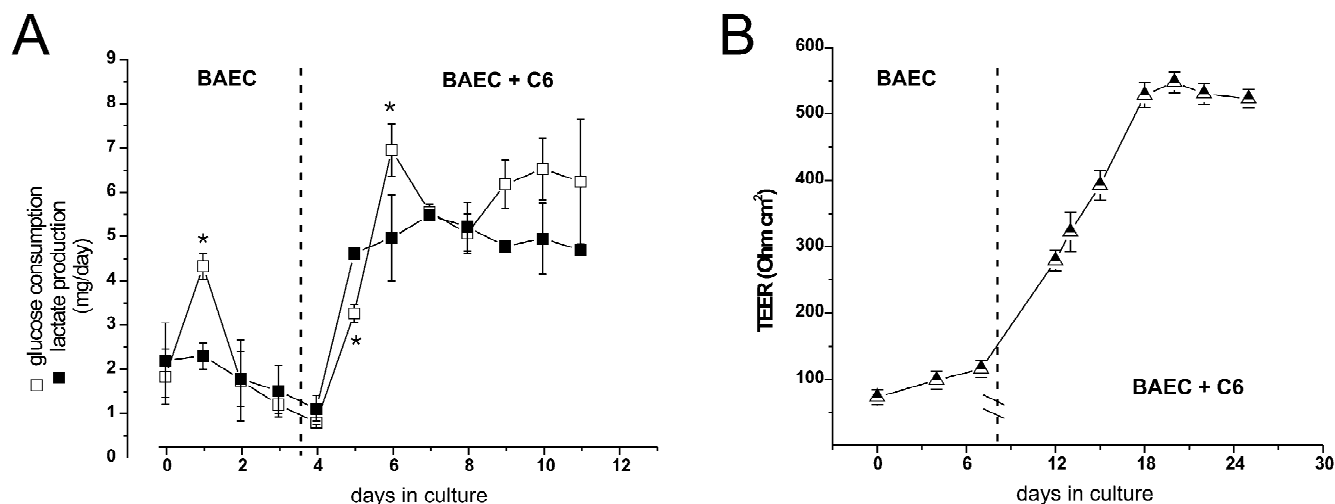 A
9
8
7
6
5
4
3
2
1
0
BAEC
BAEC + C6
*
*
*
□ glucose consumption
■ lactate production
(mg/day)
0 2 4 6 8 10 12
days in culture
B
600
500
400
300
200
100
BAEC
BAEC + C6
TEER (Ohm cm²)
0 6 12 18 24 30
days in culture